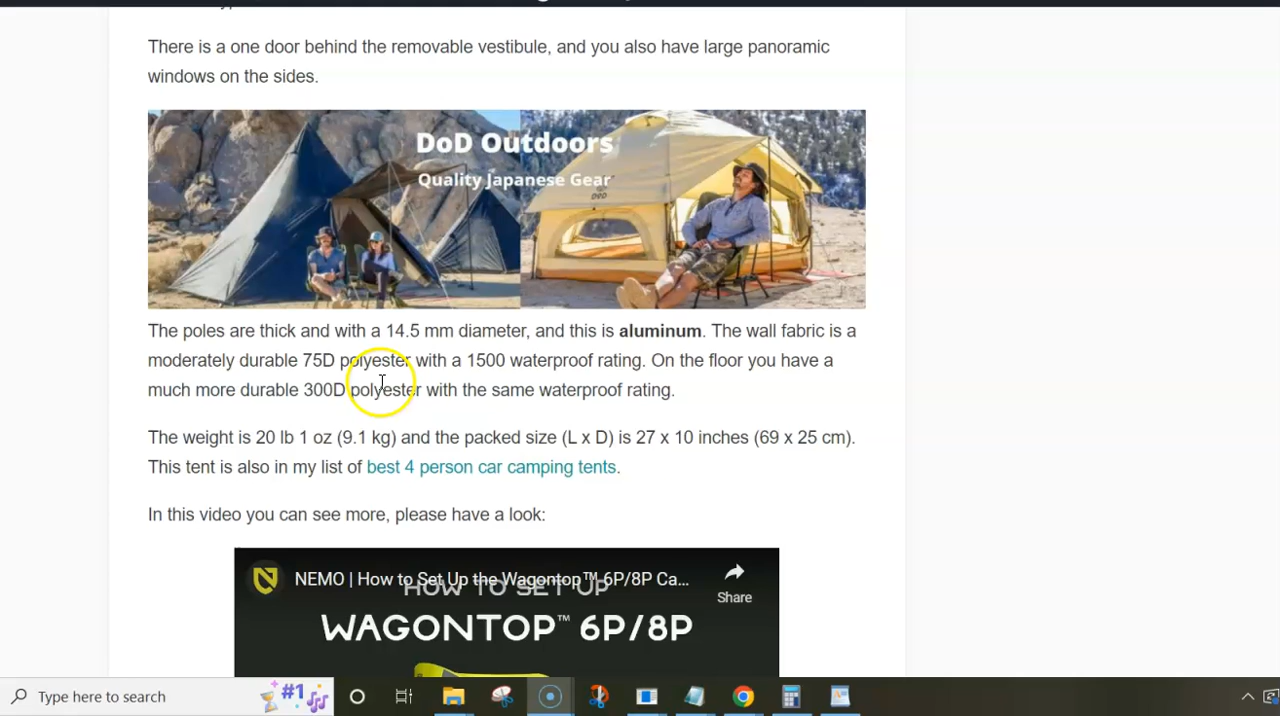 There is a one door behind the removable vestibule, and you also have large panoramic
windows on the sides.
DoD Outdoors
Quality Japanese Gear
The poles are thick and with a 14.5 mm diameter, and this is aluminum. The wall fabric is a
moderately durable 75D polyester with a 1500 waterproof rating. On the floor you have a
much more durable 300D polyester with the same waterproof rating.
The weight is 20 lb 1 oz (9.1 kg) and the packed size (L x D) is 27 x 10 inches (69 x 25 cm).
This tent is also in my list of best 4 person car camping tents.
In this video you can see more, please have a look:
NEMO | How to Set Up the Wagontop™ 6P/8P Ca...
Share
HOW TO SET UP
WAGONTOP™ 6P/8P
Type here to search
#1